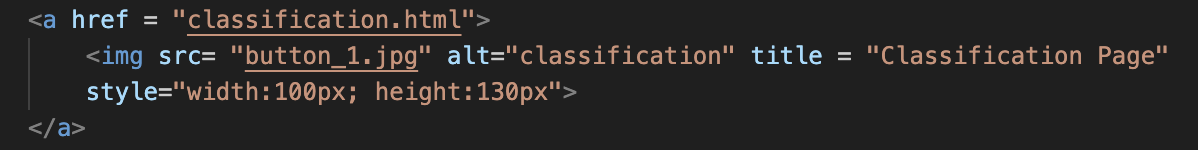 <a href = "classification.html">
<img src= "button_1.jpg" alt="classification" title = "Classification Page"
style="width:100px; height:130px">
</a>